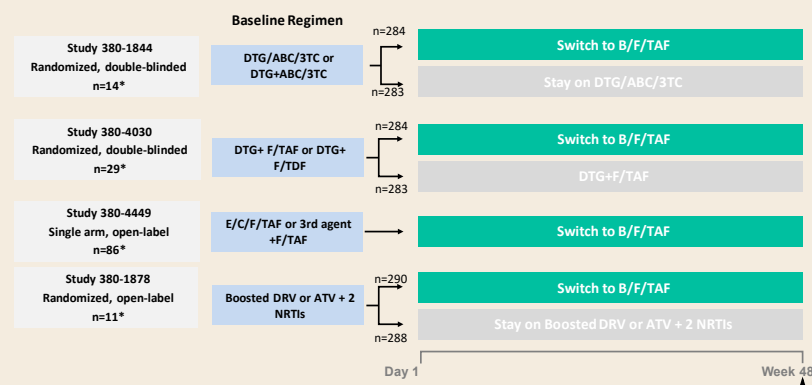 Baseline Regimen
Study 380-1844
Randomized, double-blinded
n=14*
DTG/ABC/3TC or
DTG+ABC/3TC
n=284
n=283
Switch to B/F/TAF
Stay on DTG/ABC/3TC
Study 380-4030
Randomized, double-blinded
n=29*
DTG+ F/TAF or DTG+
F/TDF
n=284
n=283
Switch to B/F/TAF
DTG+F/TAF
Study 380-4449
Single arm, open-label
n=86*
E/C/F/TAF or 3rd agent
+F/TAF
Switch to B/F/TAF
Study 380-1878
Randomized, open-label
n=11*
Boosted DRV or ATV + 2
NRTIs
n=290
n=288
Switch to B/F/TAF
Stay on Boosted DRV or ATV + 2 NRTIs
Day 1
Week 48